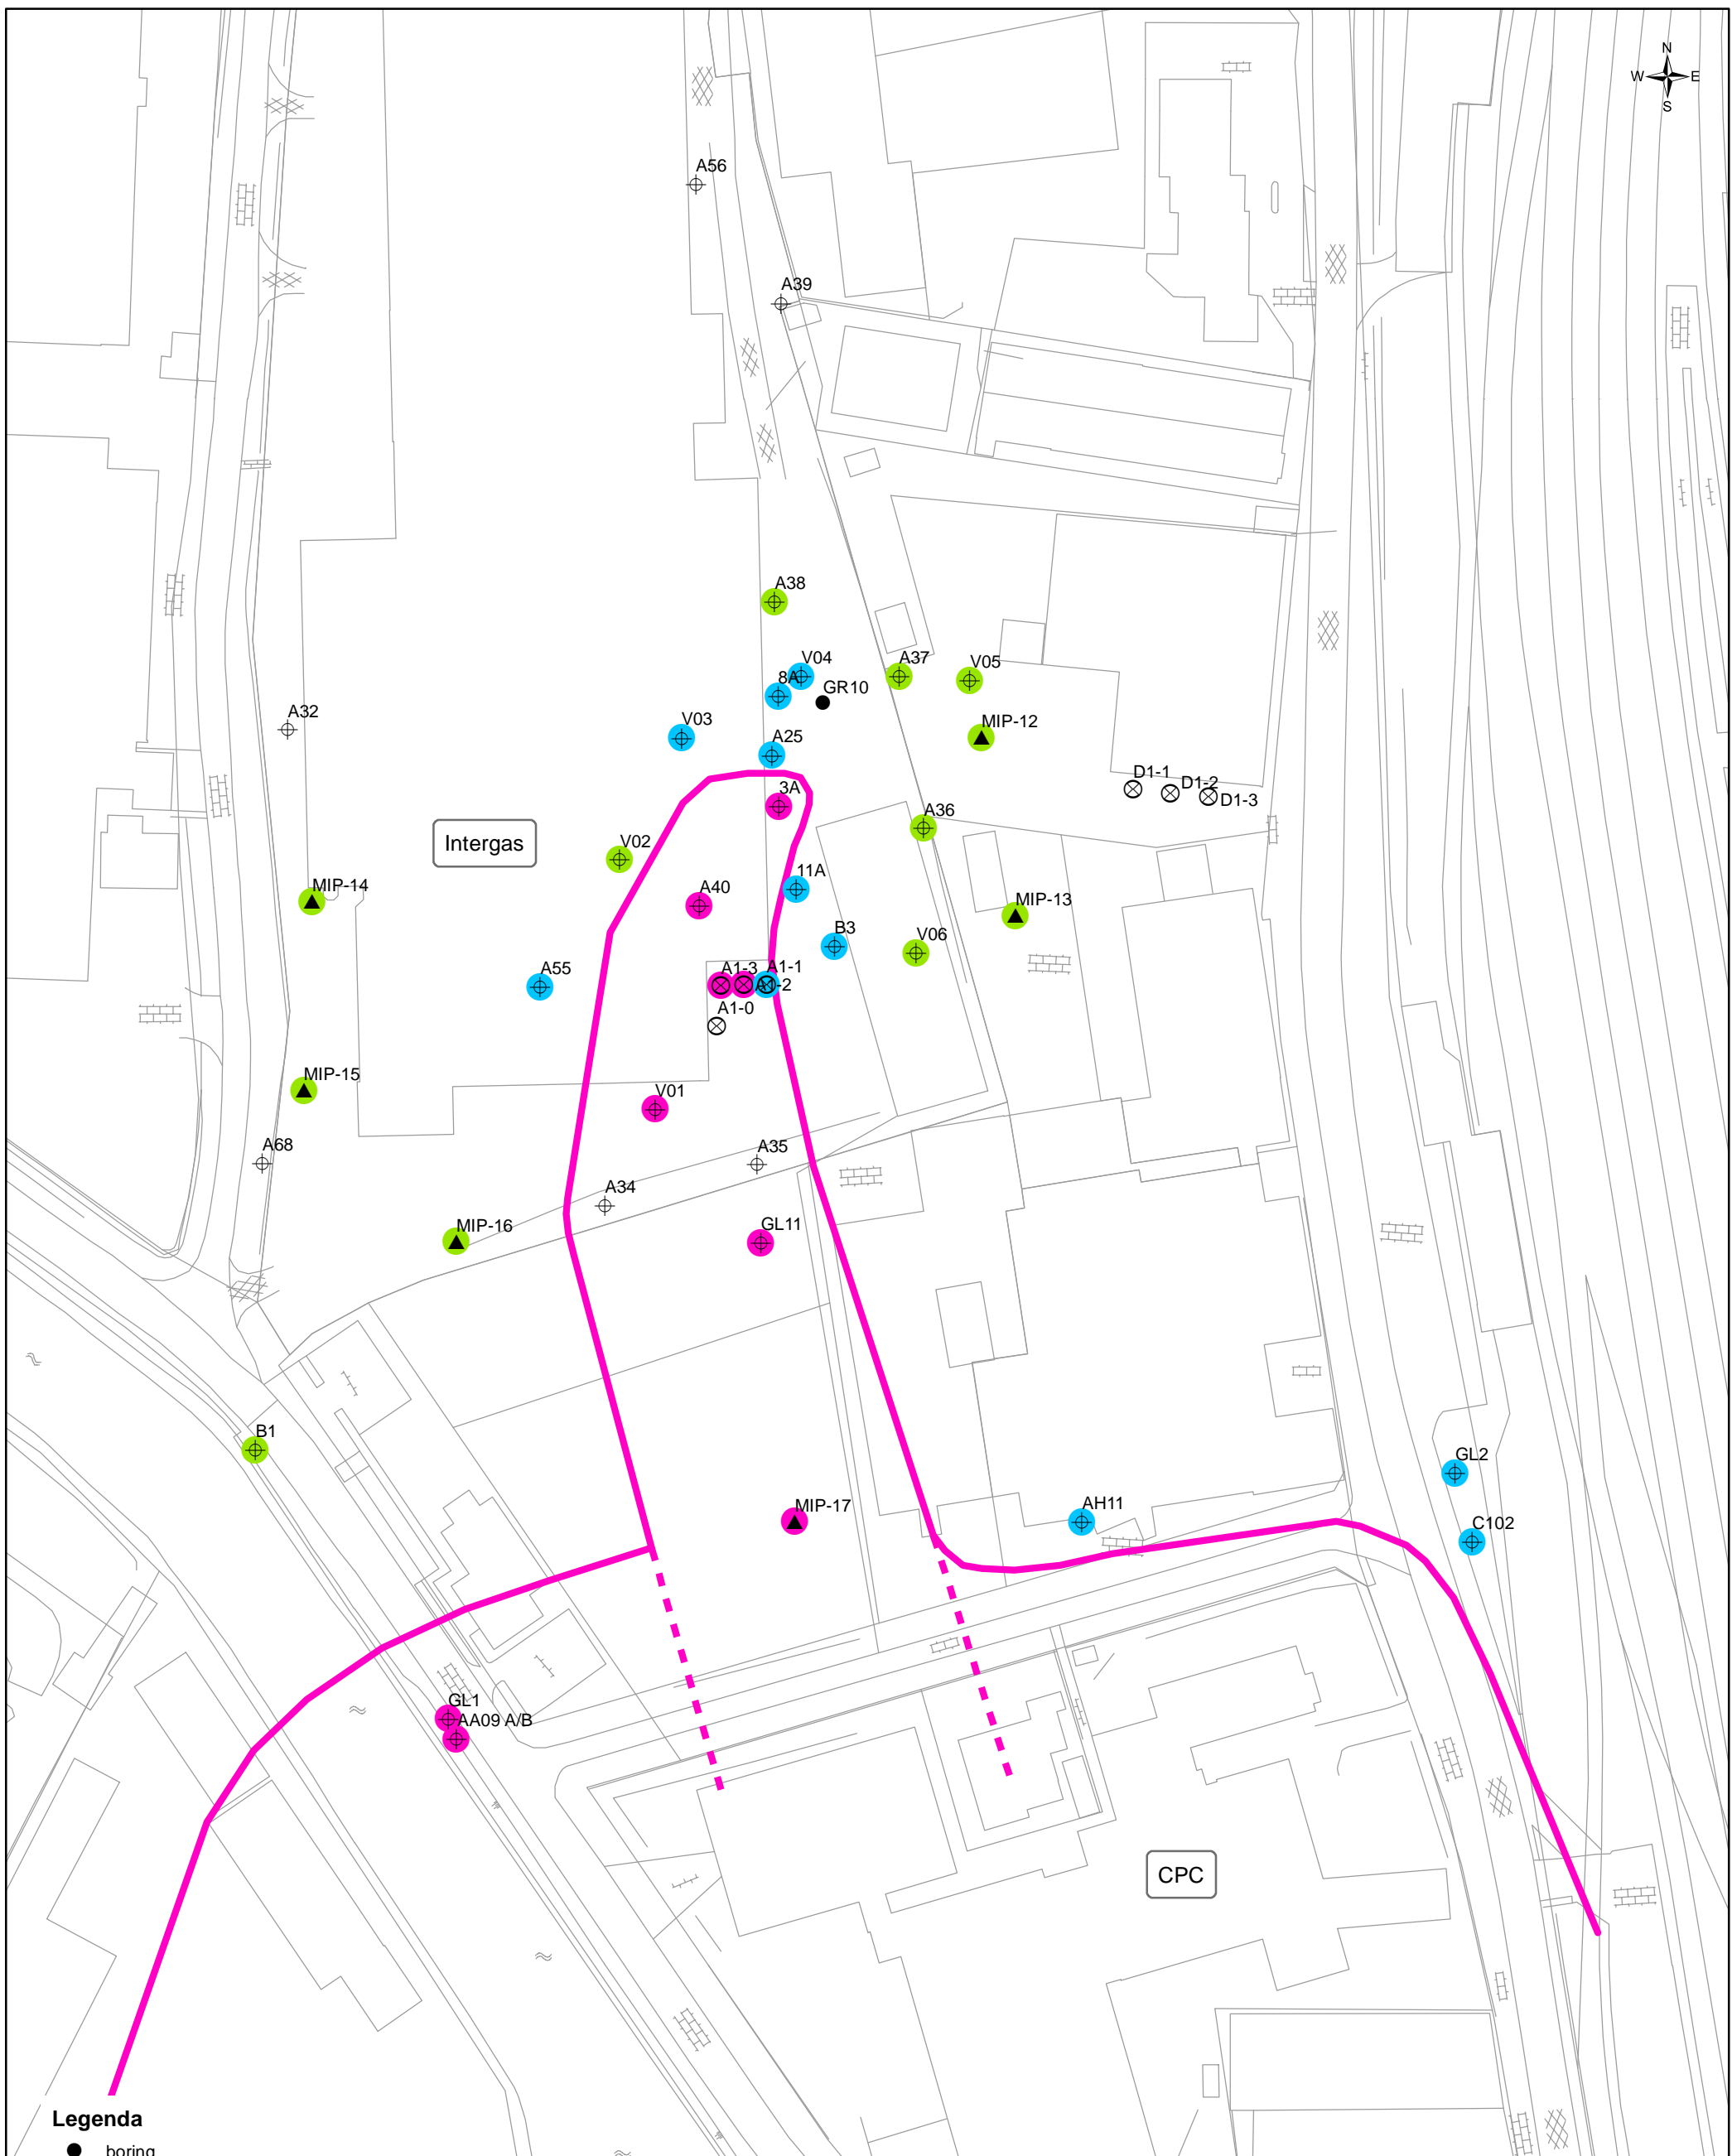 N
W E
S
A56
A39
A38
V04
A37
V05
8A
GR10
A32
V03
MIP-12
A25
D1-1
D1-2
D1-3
3A
A36
Intergas
V02
MIP-14
A40
11A
MIP-13
B3
V06
A55
A1-3
A1-1
A1-2
A1-0
MIP-15
V01
A68
A35
A34
MIP-16
GL11
B1
GL2
MIP-17
AH11
C102
GL1
AA09 A/B
CPC
Legenda
boring